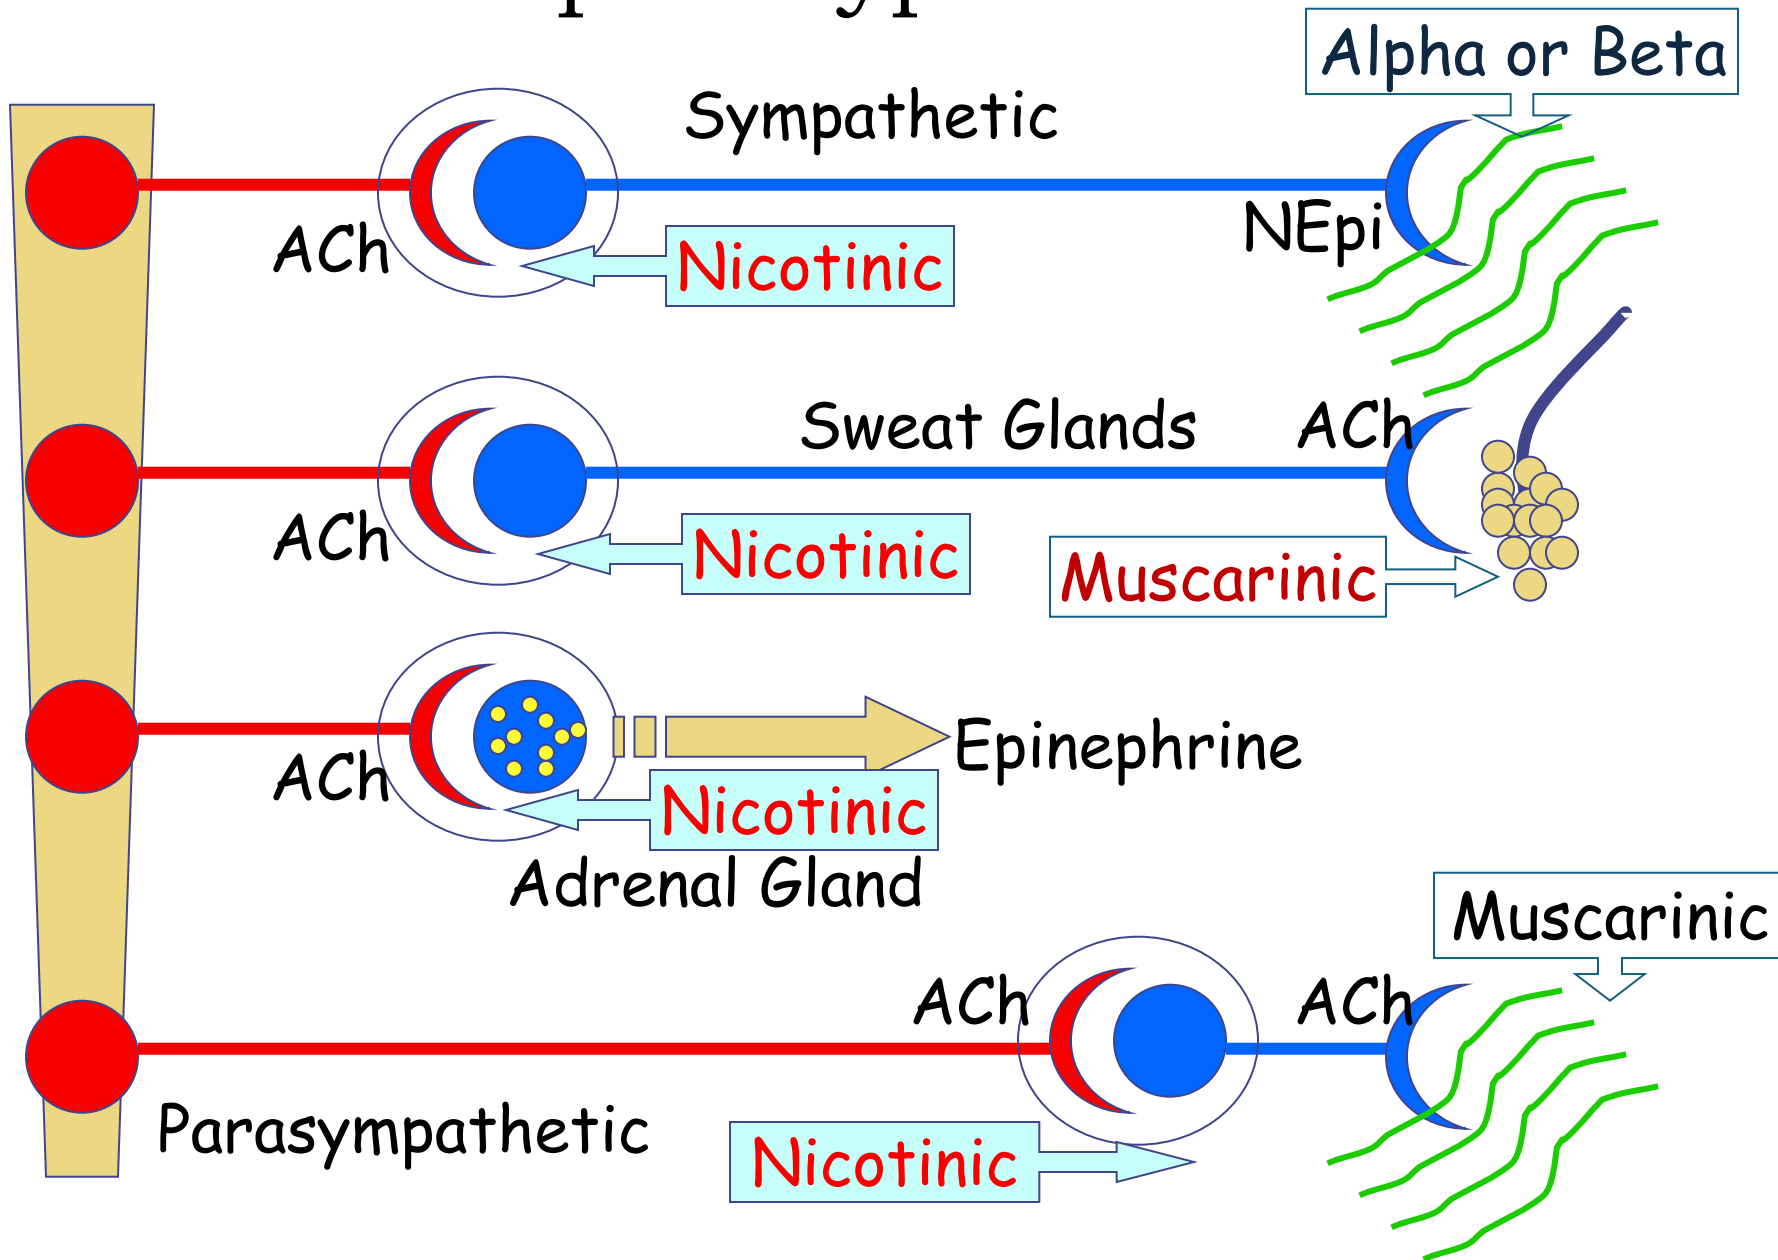 Alpha or Beta
Sympathetic
ACh
NEpi
Nicotinic
Sweat Glands
ACh
ACh
Nicotinic
Muscarinic
Epinephrine
ACh
Nicotinic
Adrenal Gland
Muscarinic
ACh
ACh
Parasympathetic
Nicotinic